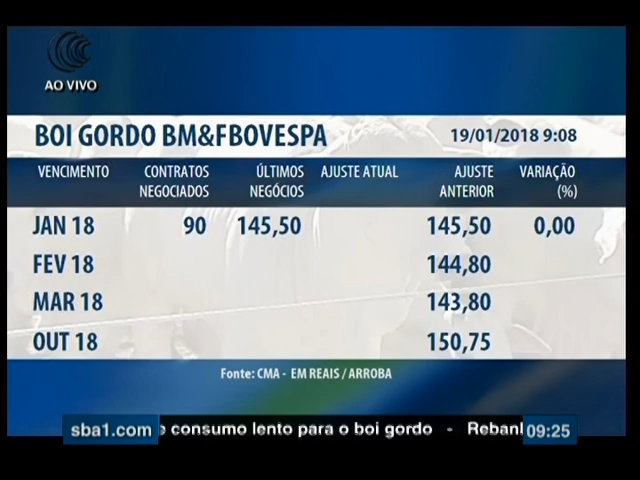 AO VIVO
BOI GORDO BM&FBOVESPA 19/01/2018 9:08
VENCIMENTO CONTRATOS NEGOCIADOS ÚLTIMOS NEGÓCIOS AJUSTE ATUAL AJUSTE ANTERIOR VARIAÇÃO (%)
JAN 18 90 145,50 145,50 0,00
FEV 18 144,80
MAR 18 143,80
OUT 18 150,75
Fonte: CMA - EM REAIS / ARROBA
sba1.com e consumo lento para o boi gordo - 09:25